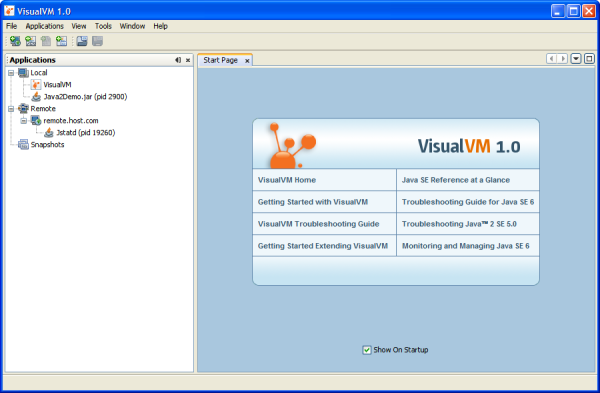 VisualVM 1.0
File Applications View Tools Window Help
Applications
Start Page
Local
VisualVM
Java2Demo.jar (pid 2900)
Remote
remote.host.com
Jstatd (pid 19260)
Snapshots
VisualVM 1.0
VisualVM Home
Java SE Reference at a Glance
Getting Started with VisualVM
Troubleshooting Guide for Java SE 6
VisualVM Troubleshooting Guide
Troubleshooting Java™ 2 SE 5.0
Getting Started Extending VisualVM
Monitoring and Managing Java SE 6
Show On Startup